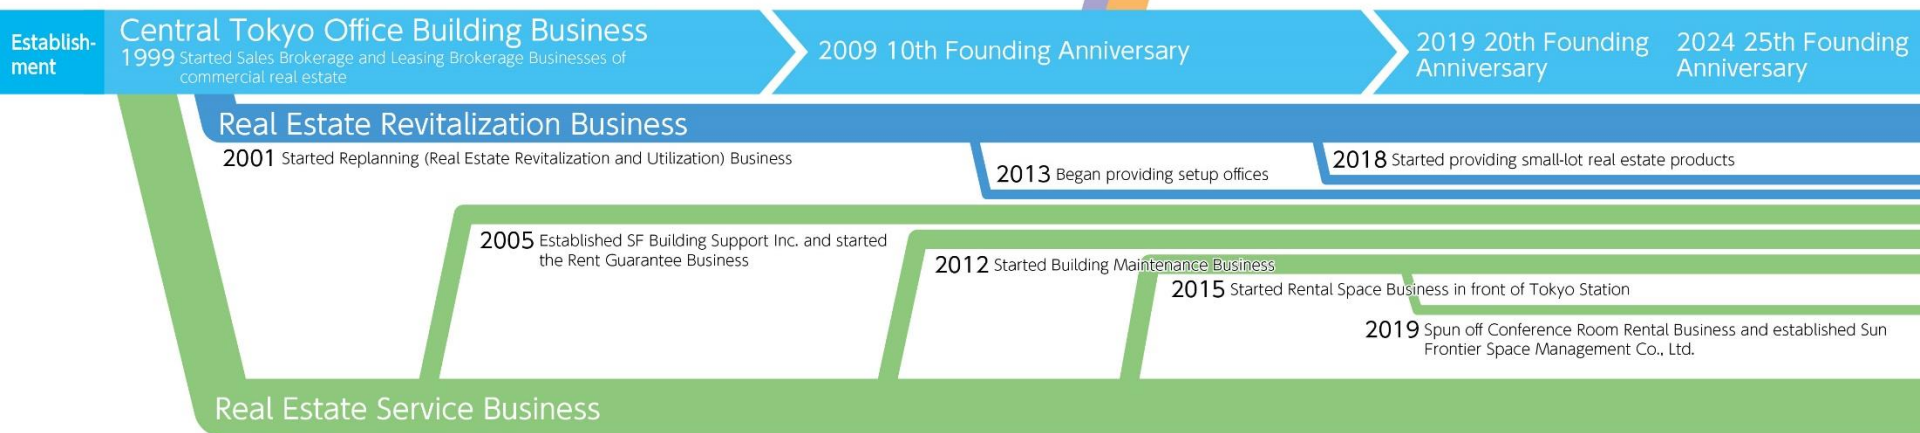 Establish-
ment
Central Tokyo Office Building Business
1999 Started Sales Brokerage and Leasing Brokerage Businesses of
commercial real estate
2009 10th Founding Anniversary
2019 20th Founding
Anniversary
2024 25th Founding
Anniversary
Real Estate Revitalization Business
2001 Started Replanning (Real Estate Revitalization and Utilization) Business
2013 Began providing setup offices
2018 Started providing small-lot real estate products
2005 Established SF Building Support Inc. and started
the Rent Guarantee Business
2012 Started Building Maintenance Business
2015 Started Rental Space Business in front of Tokyo Station
2019 Spun off Conference Room Rental Business and established Sun
Frontier Space Management Co., Ltd.
Real Estate Service Business